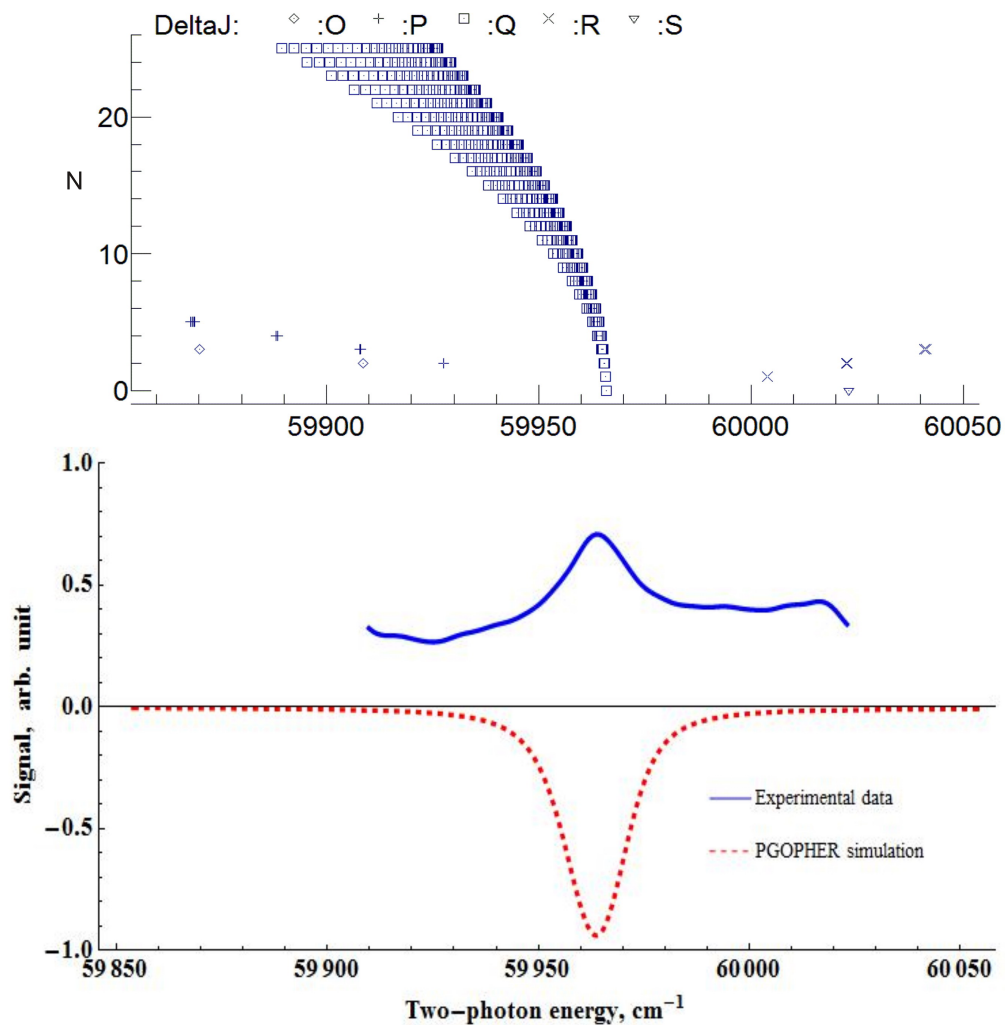 DeltaJ: :O :P :Q :R :S
20
N
10
0
59900 59950 60000 60050
1.0
0.5
0.0
−0.5
−1.0
Signal, arb. unit
Experimental data
PGOPHER simulation
59 850 59 900 59 950 60 000 60 050
Two−photon energy, cm⁻¹